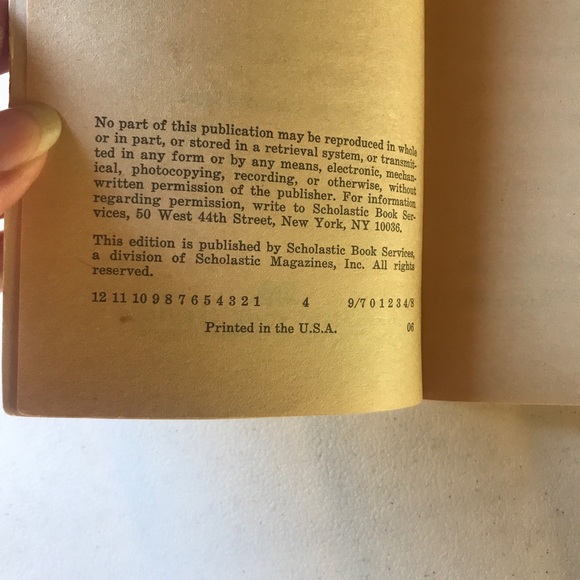 No part of this publication may be reproduced in whole
or in part, or stored in a retrieval system, or transmit-
ted in any form or by any means, electronic, mechan-
ical, photocopying, recording, or otherwise, without
written permission of the publisher. For information
regarding permission, write to Scholastic Book Ser-
vices, 50 West 44th Street, New York, NY 10036.
This edition is published by Scholastic Book Services,
a division of Scholastic Magazines, Inc. All rights
reserved.
12 11 10 9 8 7 6 5 4 3 2 1 4 9/7 0 1 2 3 4/8
Printed in the U.S.A. 06